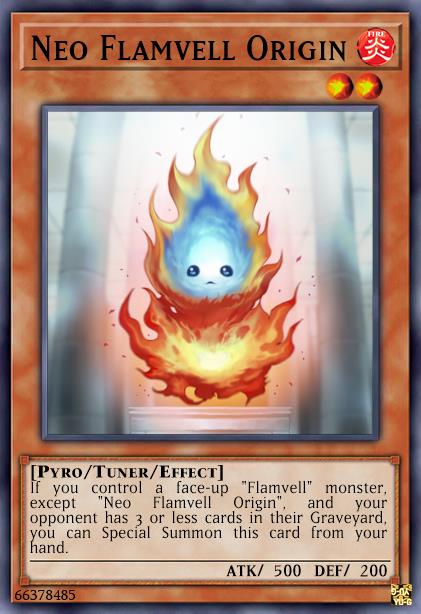 Neo Flamvell Origin
FIRE
炎
[Pyro/Tuner/Effect]
If you control a face-up "Flamvell" monster,
except "Neo Flamvell Origin", and your
opponent has 3 or less cards in their Graveyard,
you can Special Summon this card from your
hand.
ATK/ 500 DEF/ 200
66378485